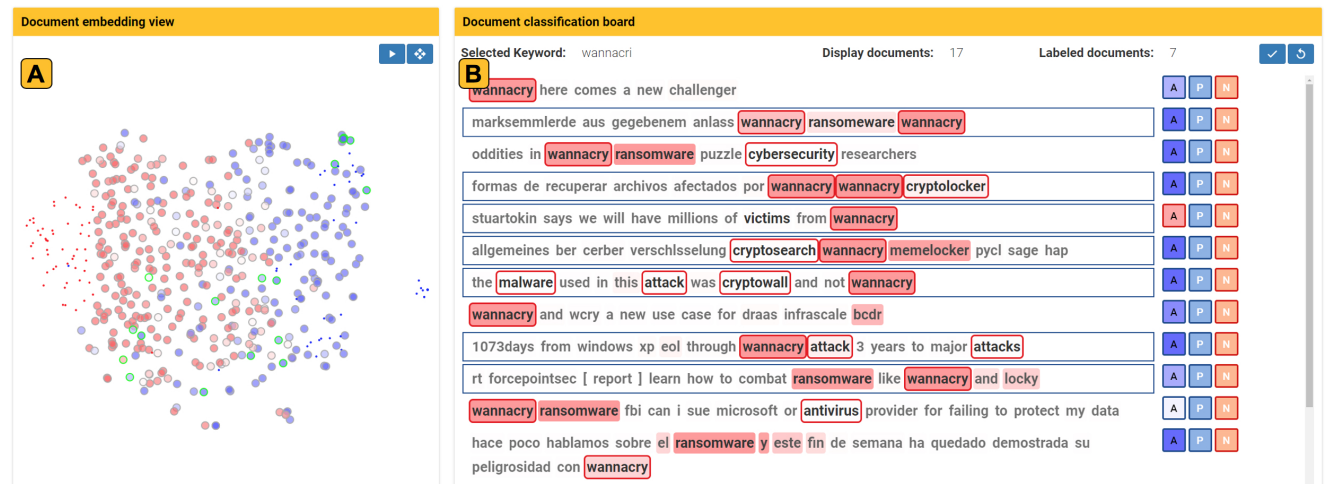 Document embedding view
A
Document classification board
Selected Keyword: wannacri Display documents: 17 Labeled documents: 7
B
wannacry here comes a new challenger A P N
marksemmlerde aus gegebenem anlass wannacry ransomeware wannacry A P N
oddities in wannacry ransomware puzzle cybersecurity researchers A P N
formas de recuperar archivos afectados por wannacry wannacry cryptolocker A P N
stuartokin says we will have millions of victims from wannacry A P N
allgemeines ber cerber verschlsselung cryptosearch wannacry memelocker pycl sage hap A P N
the malware used in this attack was cryptowall and not wannacry A P N
wannacry and wcry a new use case for draas infrascale bcdr A P N
1073days from windows xp eol through wannacry attack 3 years to major attacks A P N
rt forcepointsec [ report ] learn how to combat ransomware like wannacry and locky A P N
wannacry ransomware fbi can i sue microsoft or antivirus provider for failing to protect my data A P N
hace poco hablamos sobre el ransomware y este fin de semana ha quedado demostrada su A P N
peligrosidad con wannacry